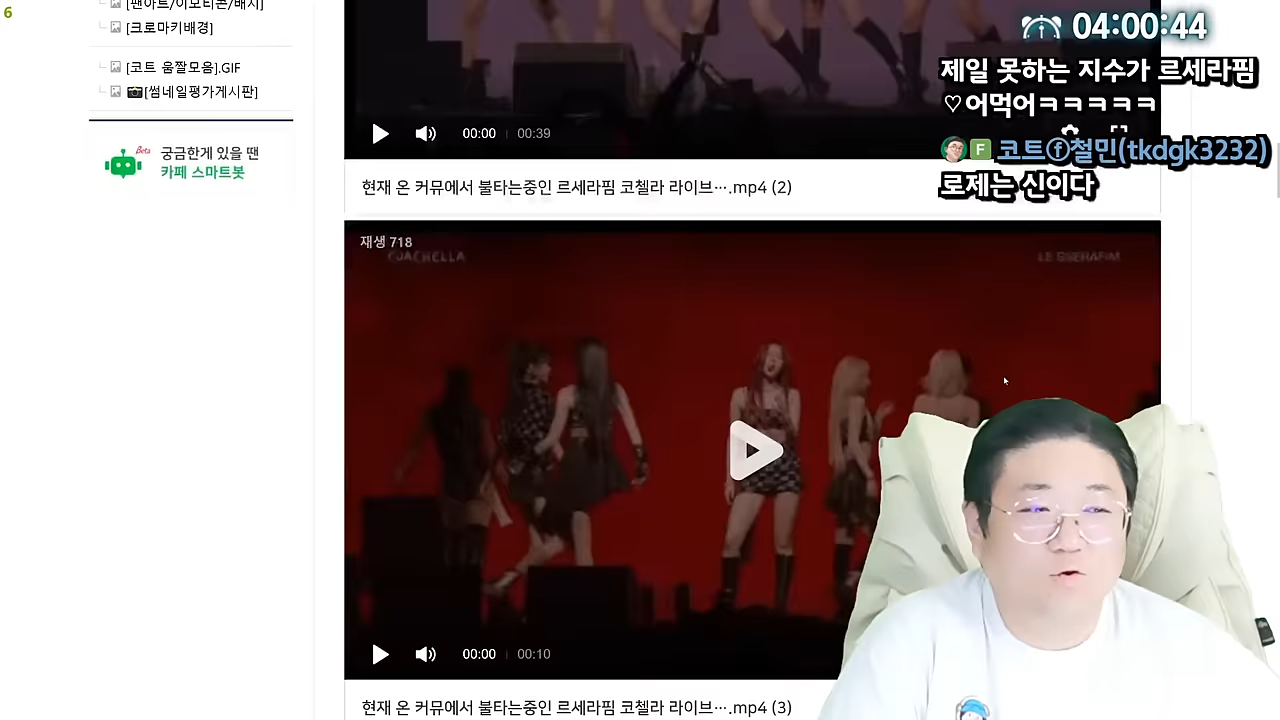 6
[팬아트/이모티콘/배지]
[크로마키배경]
[코트 움짤모음].GIF
[썸네일평가게시판]
Beta
궁금한게 있을 땐
카페 스마트봇
00:00
00:39
현재 온 커뮤에서 불타는중인 르세라핌 코첼라 라이브….mp4 (2)
04:00:44
제일 못하는 지수가 르세라핌
♡어먹어ㅋㅋㅋㅋㅋ
F 코트ⓕ철민(tkdgk3232)
로제는 신이다
재생 718
COACHELLA
LE SSERAFIM
00:00
00:10
현재 온 커뮤에서 불타는중인 르세라핌 코첼라 라이브….mp4 (3)